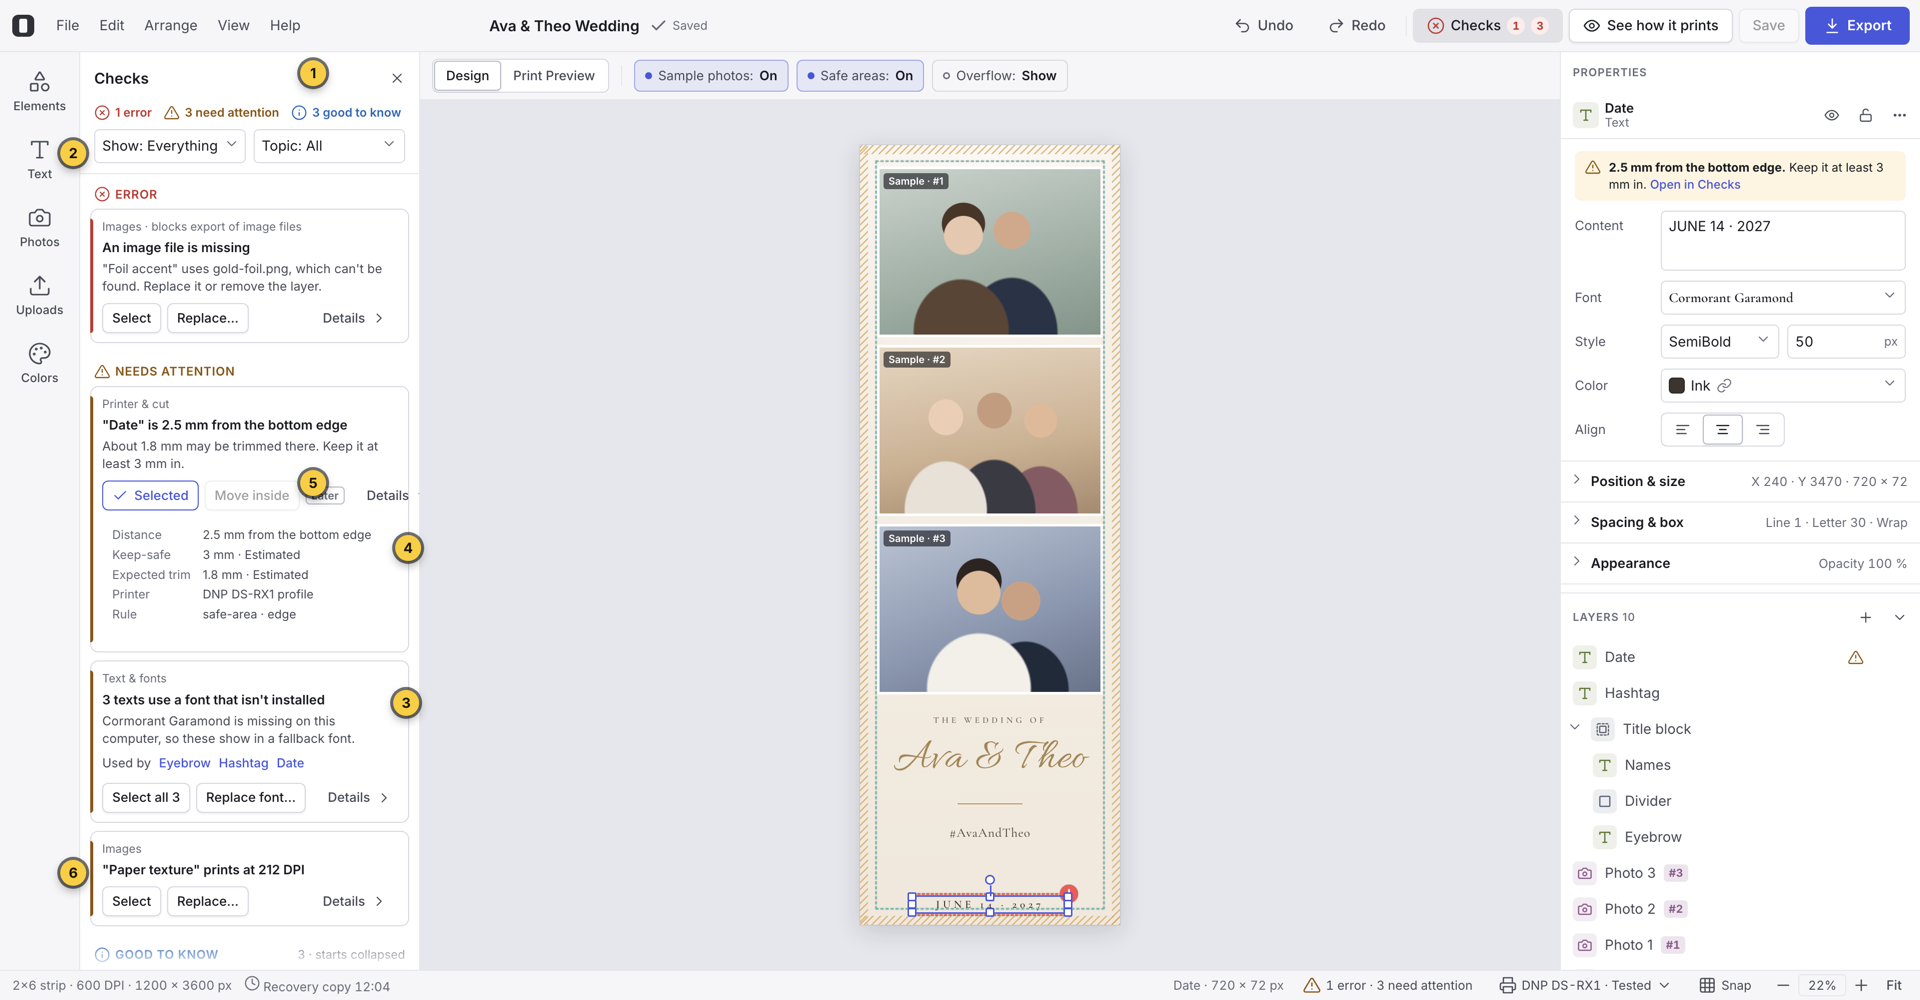 File
Edit
Arrange
View
Help
Ava & Theo Wedding
Saved
Undo
Redo
Checks
1
3
See how it prints
Save
Export
Elements
Text
Photos
Uploads
Colors
Checks
1
1 error
3 need attention
3 good to know
2
Show: Everything
Topic: All
ERROR
Images · blocks export of image files
An image file is missing
"Foil accent" uses gold-foil.png, which can't be
found. Replace it or remove the layer.
Select
Replace...
Details
NEEDS ATTENTION
Printer & cut
"Date" is 2.5 mm from the bottom edge
About 1.8 mm may be trimmed there. Keep it at
least 3 mm in.
5
Selected
Move inside
Details
Distance
2.5 mm from the bottom edge
4
Keep-safe
3 mm · Estimated
Expected trim
1.8 mm · Estimated
Printer
DNP DS-RX1 profile
Rule
safe-area · edge
Text & fonts
3 texts use a font that isn't installed
3
Cormorant Garamond is missing on this
computer, so these show in a fallback font.
Used by Eyebrow Hashtag Date
Select all 3
Replace font...
Details
Images
"Paper texture" prints at 212 DPI
6
Select
Replace...
Details
GOOD TO KNOW
3 · starts collapsed
Design
Print Preview
Sample photos: On
Safe areas: On
Overflow: Show
Sample · #1
Sample · #2
Sample · #3
THE WEDDING OF
Ava & Theo
#AvaAndTheo
JUNE 14 · 2027
PROPERTIES
Date
Text
2.5 mm from the bottom edge. Keep it at least 3
mm in. Open in Checks
Content
JUNE 14 · 2027
Font
Cormorant Garamond
Style
SemiBold
50
px
Color
Ink
Align
Position & size
X 240 · Y 3470 · 720 × 72
Spacing & box
Line 1 · Letter 30 · Wrap
Appearance
Opacity 100 %
LAYERS 10
Date
Hashtag
Title block
Names
Divider
Eyebrow
Photo 3 #3
Photo 2 #2
Photo 1 #1
2×6 strip · 600 DPI · 1200 × 3600 px
Recovery copy 12:04
Date · 720 × 72 px
1 error · 3 need attention
DNP DS-RX1 · Tested
Snap
22%
Fit